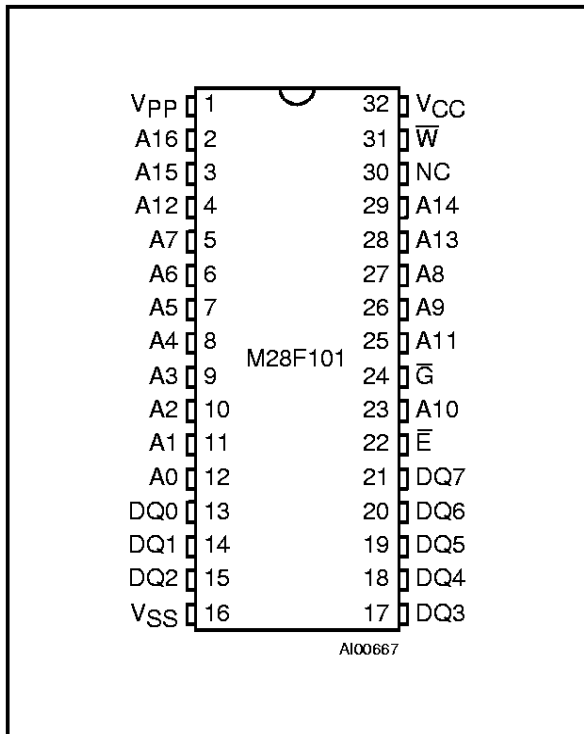 VPP 1 32 VCC
A16 2 31 W̅
A15 3 30 NC
A12 4 29 A14
A7 5 28 A13
A6 6 27 A8
A5 7 26 A9
A4 8 25 A11
M28F101
A3 9 24 G̅
A2 10 23 A10
A1 11 22 E̅
A0 12 21 DQ7
DQ0 13 20 DQ6
DQ1 14 19 DQ5
DQ2 15 18 DQ4
VSS 16 17 DQ3
AI00667